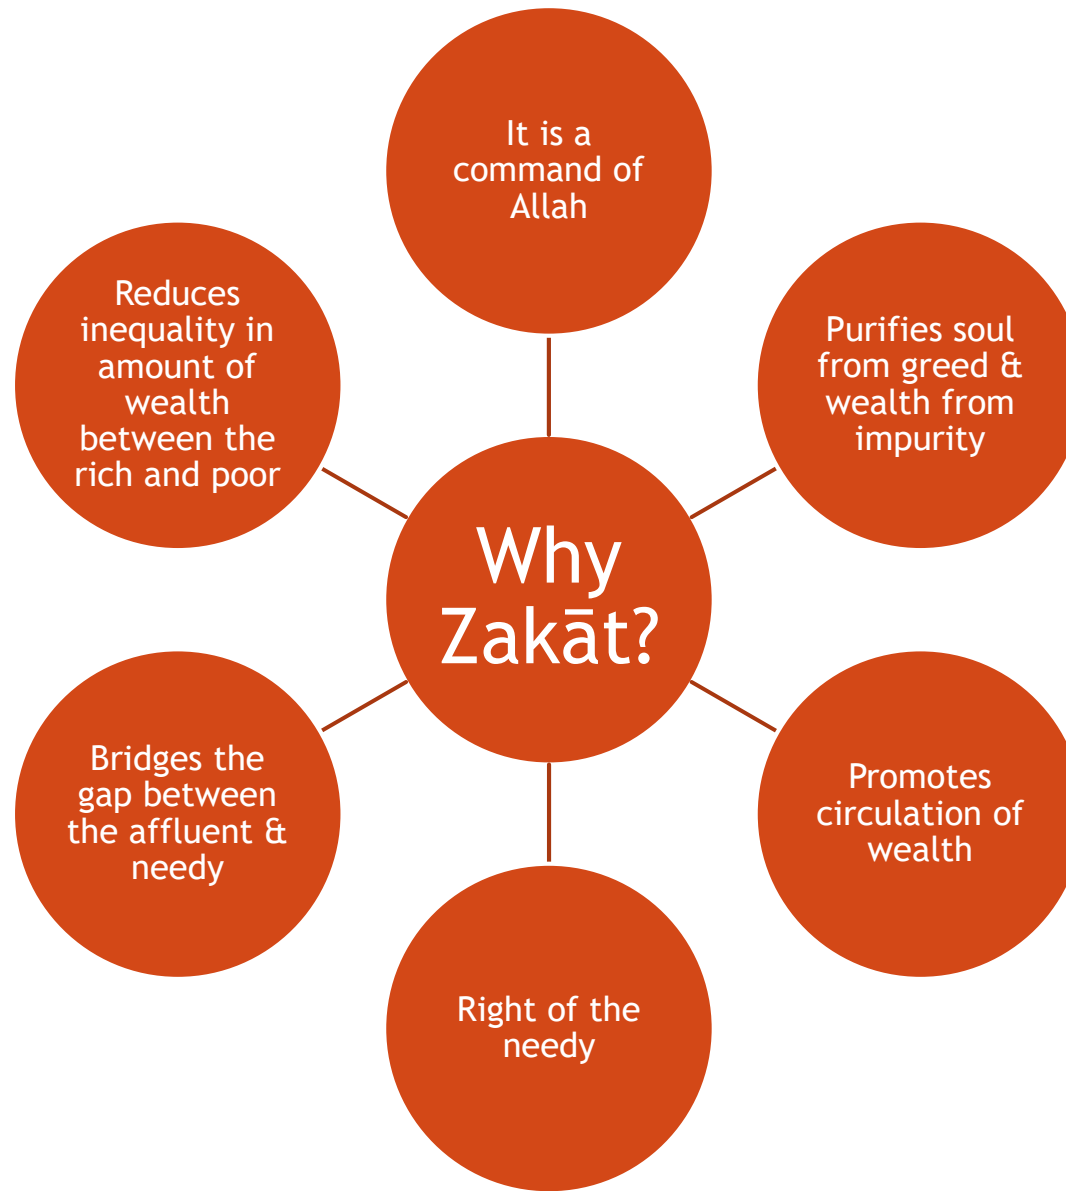 It is a
command of
Allah
Purifies soul
from greed &
wealth from
impurity
Promotes
circulation of
wealth
Right of the
needy
Bridges the
gap between
the affluent &
needy
Reduces
inequality in
amount of
wealth
between the
rich and poor
Why
Zakāt?